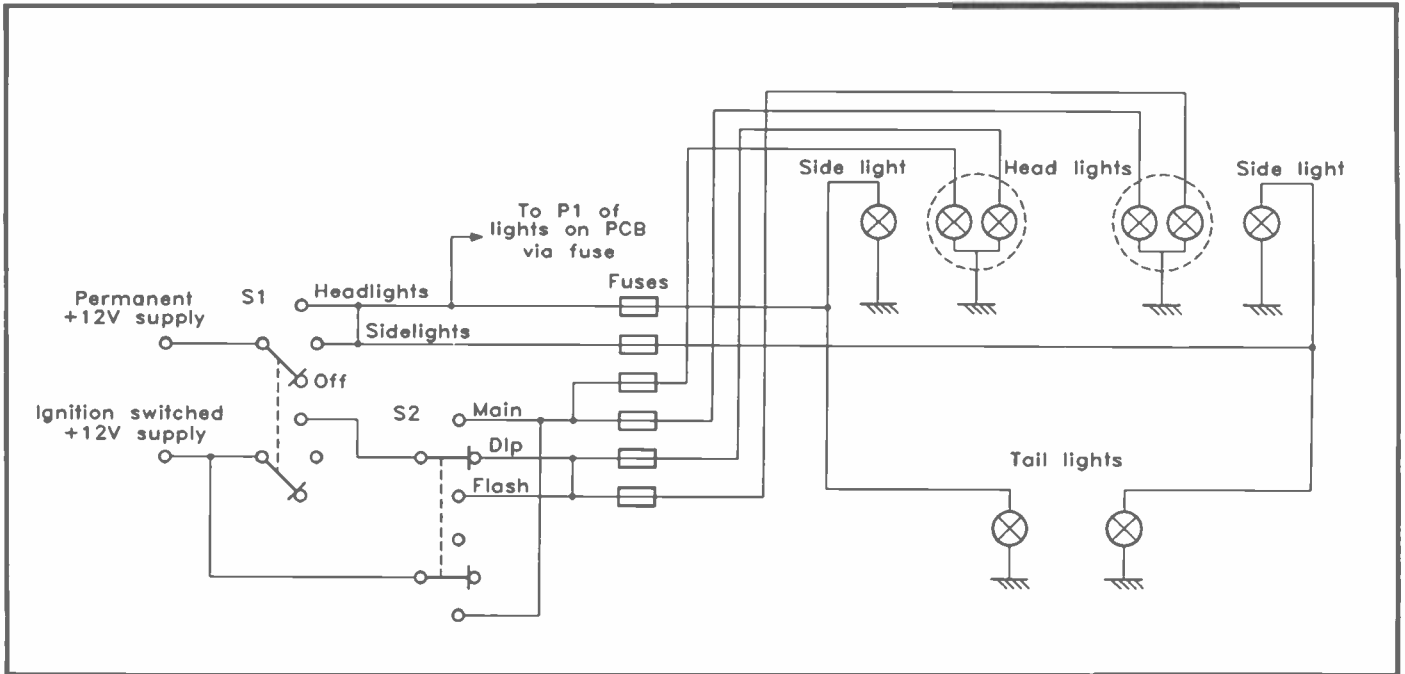 Side light
Head lights
Side light
To P1 of
lights on PCB
via fuse
Fuses
Permanent
+12V supply
S1
Headlights
Sidelights
Off
Ignition switched
+12V supply
S2
Main
Dip
Flash
Tail lights